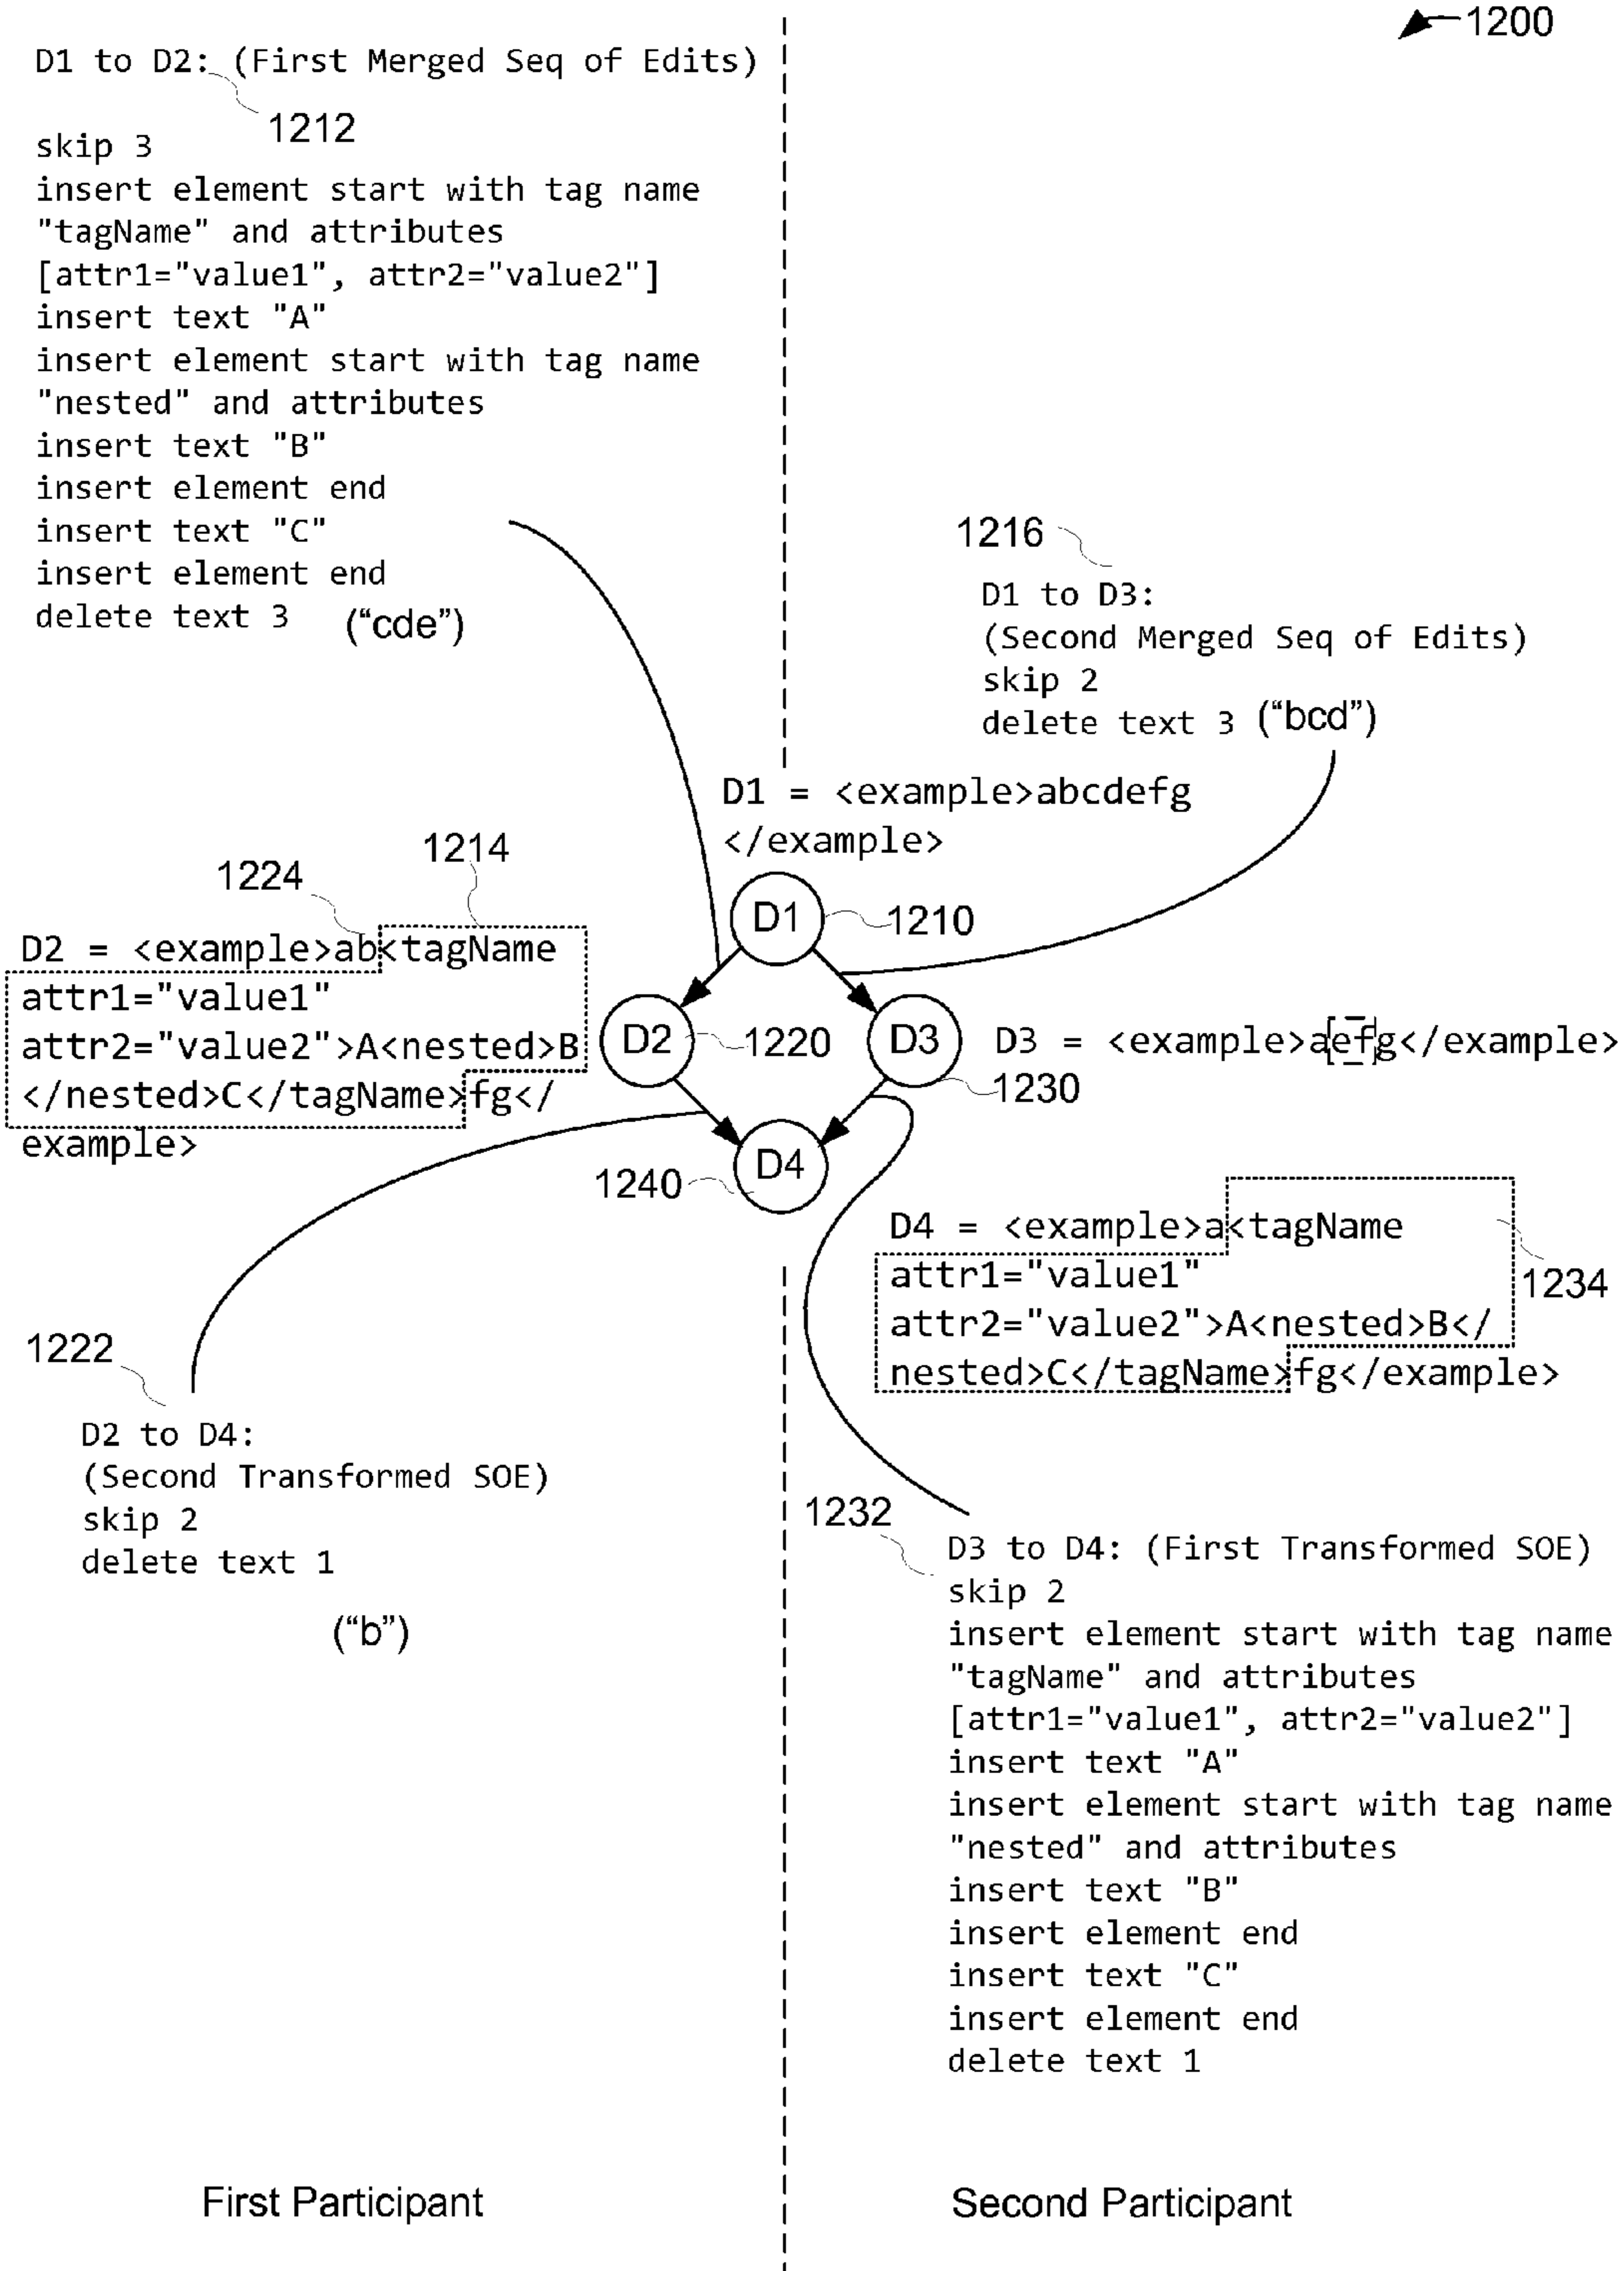 1200
D1 to D2: (First Merged Seq of Edits)
1212
skip 3
insert element start with tag name
"tagName" and attributes
[attr1="value1", attr2="value2"]
insert text "A"
insert element start with tag name
"nested" and attributes
insert text "B"
insert element end
insert text "C"
insert element end
delete text 3 (“cde”)
1216
D1 to D3:
(Second Merged Seq of Edits)
skip 2
delete text 3 (“bcd”)
D1 = <example>abcdefg
</example>
1214
1224
D1
1210
D2 = <example>ab<tagName
attr1="value1"
attr2="value2">A<nested>B
</nested>C</tagName>fg</
example>
D2
1220
D3
1230
D3 = <example>aefg</example>
D4
1240
D4 = <example>a<tagName
attr1="value1"
attr2="value2">A<nested>B</
nested>C</tagName>fg</example>
1234
1222
D2 to D4:
(Second Transformed SOE)
skip 2
delete text 1
(“b”)
1232
D3 to D4: (First Transformed SOE)
skip 2
insert element start with tag name
"tagName" and attributes
[attr1="value1", attr2="value2"]
insert text "A"
insert element start with tag name
"nested" and attributes
insert text "B"
insert element end
insert text "C"
insert element end
delete text 1
First Participant
Second Participant